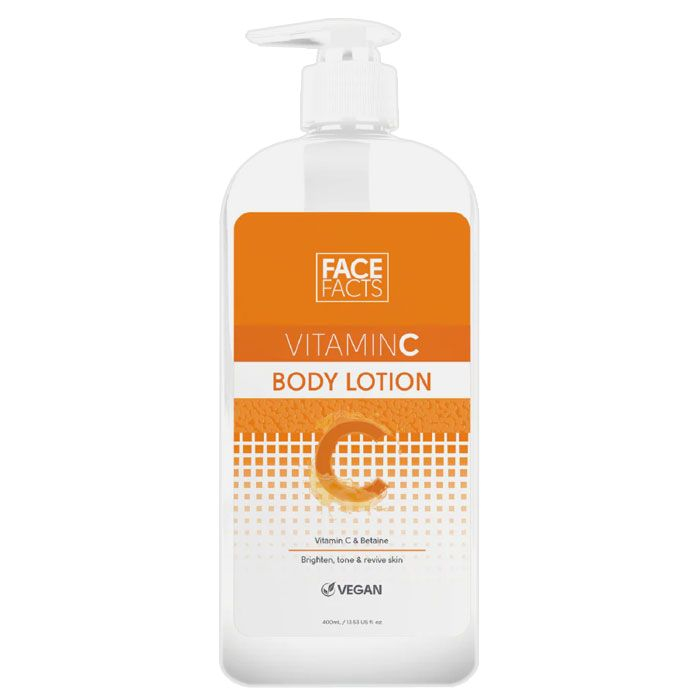 FACE
FACTS
VITAMINC
BODY LOTION
C
Vitamin C & Betaine
Brighten, tone & revive skin
VEGAN
400mL / 13.53 US fl oz